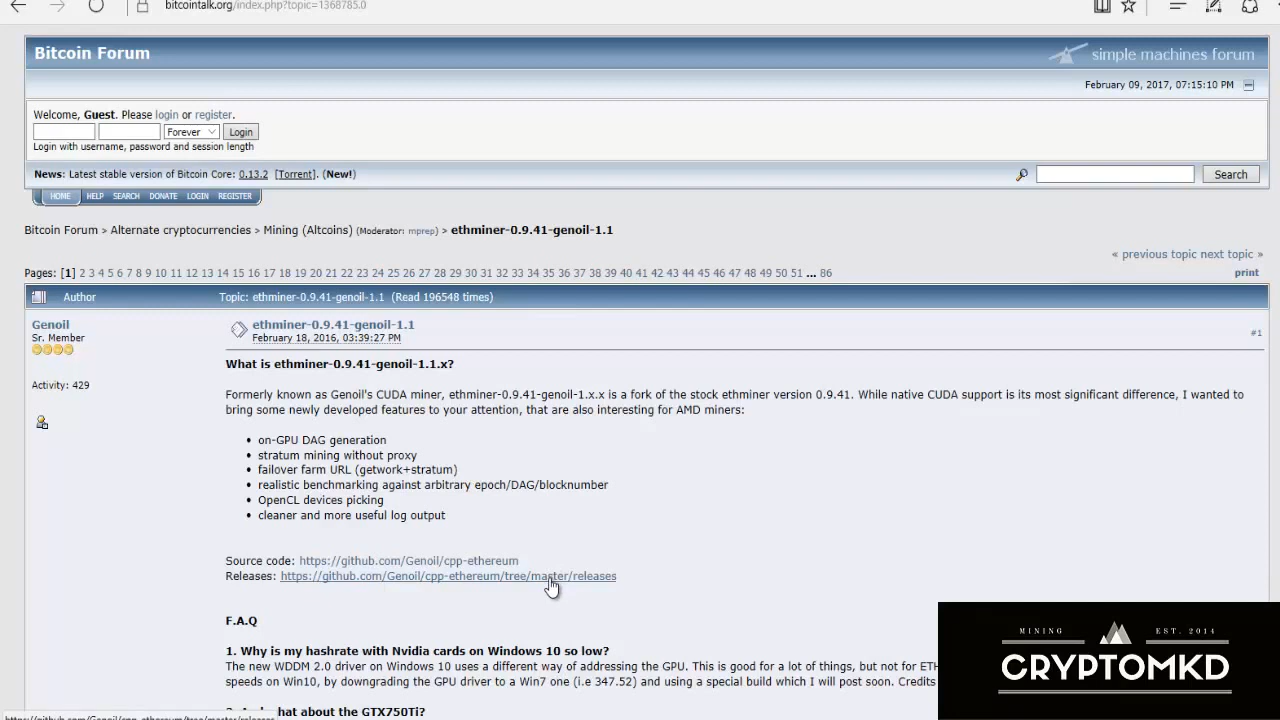 bitcointalk.org/index.php?topic=1368785.0
Bitcoin Forum
simple machines forum
February 09, 2017, 07:15:10 PM
Welcome, Guest. Please login or register.
Forever
Login
Login with username, password and session length
News: Latest stable version of Bitcoin Core: 0.13.2 [Torrent]. (New!)
Search
HOME HELP SEARCH DONATE LOGIN REGISTER
Bitcoin Forum > Alternate cryptocurrencies > Mining (Altcoins) (Moderator: mprep) > ethminer-0.9.41-genoil-1.1
« previous topic next topic »
Pages: [1] 2 3 4 5 6 7 8 9 10 11 12 13 14 15 16 17 18 19 20 21 22 23 24 25 26 27 28 29 30 31 32 33 34 35 36 37 38 39 40 41 42 43 44 45 46 47 48 49 50 51 ... 86
print
Author
Topic: ethminer-0.9.41-genoil-1.1 (Read 196548 times)
Genoil
Sr. Member
Activity: 429
ethminer-0.9.41-genoil-1.1
February 18, 2016, 03:39:27 PM
#1
What is ethminer-0.9.41-genoil-1.1.x?
Formerly known as Genoil's CUDA miner, ethminer-0.9.41-genoil-1.x.x is a fork of the stock ethminer version 0.9.41. While native CUDA support is its most significant difference, I wanted to
bring some newly developed features to your attention, that are also interesting for AMD miners:
• on-GPU DAG generation
• stratum mining without proxy
• failover farm URL (getwork+stratum)
• realistic benchmarking against arbitrary epoch/DAG/blocknumber
• OpenCL devices picking
• cleaner and more useful log output
Source code: https://github.com/Genoil/cpp-ethereum
Releases: https://github.com/Genoil/cpp-ethereum/tree/master/releases
F.A.Q
1. Why is my hashrate with Nvidia cards on Windows 10 so low?
The new WDDM 2.0 driver on Windows 10 uses a different way of addressing the GPU. This is good for a lot of things, but not for ETH
speeds on Win10, by downgrading the GPU driver to a Win7 one (i.e 347.52) and using a special build which I will post soon. Credits
hat about the GTX750Ti?
https://github.com/Genoil/cpp-ethereum/tree/master/releases
MINING
EST. 2014
CRYPTOMKD